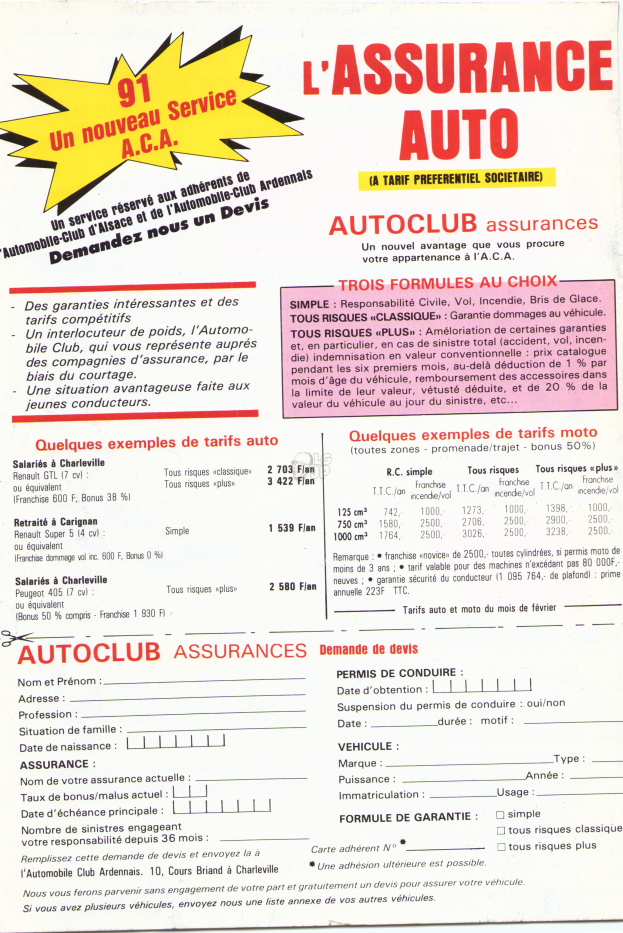 91
Un nouveau Service
A.C.A.
Un service réservé aux adhérents de
l'Automobile-Club d'Alsace et de l'Automobile-Club Ardennais
Demandez nous un Devis
L'ASSURANCE
AUTO
(A TARIF PREFERENTIEL SOCIETAIRE)
AUTOCLUB assurances
Un nouvel avantage que vous procure
votre appartenance à l'A.C.A.
- Des garanties intéressantes et des
tarifs compétitifs
- Un interlocuteur de poids, l'Automo-
bile Club, qui vous représente auprés
des compagnies d'assurance, par le
biais du courtage.
- Une situation avantageuse faite aux
jeunes conducteurs.
TROIS FORMULES AU CHOIX
SIMPLE : Responsabilité Civile, Vol, Incendie, Bris de Glace.
TOUS RISQUES «CLASSIQUE» : Garantie dommages au véhicule.
TOUS RISQUES «PLUS» : Amélioration de certaines garanties
et, en particulier, en cas de sinistre total (accident, vol, incen-
die) indemnisation en valeur conventionnelle : prix catalogue
pendant les six premiers mois, au-delà déduction de 1 % par
mois d'âge du véhicule, remboursement des accessoires dans
la limite de leur valeur, vétusté déduite, et de 20 % de la
valeur du véhicule au jour du sinistre, etc...
Quelques exemples de tarifs auto
Salariés à Charleville
Renault GTL (7 cv) : Tous risques «classique» 2 703 F/an
ou équivalent Tous risques «plus» 3 422 F/an
(Franchise 600 F; Bonus 38 %)
Retraité à Carignan
Renault Super 5 (4 cv) : Simple 1 539 F/an
ou équivalent
(Franchise dommage vol inc. 600 F, Bonus 0 %)
Salariés à Charleville
Peugeot 405 (7 cv) : Tous risques «plus» 2 580 F/an
ou équivalent
(Bonus 50 % compris - Franchise 1 930 F)
Quelques exemples de tarifs moto
(toutes zones - promenade/trajet - bonus 50%)
R.C. simple Tous risques Tous risques «plus»
T.T.C./an Franchise incendie/vol T.T.C./an Franchise incendie/vol T.T.C./an Franchise incendie/vol
125 cm³ 742,- 1000,- 1273,- 1000,- 1398,- 1000,-
750 cm³ 1580,- 2500,- 2706,- 2500,- 2900,- 2500,-
1000 cm³ 1764,- 2500,- 3026,- 2500,- 3238,- 2500,-
Remarque : ● franchise «novice» de 2500,- toutes cylindrées, si permis moto de
moins de 3 ans ; ● tarif valable pour des machines n'excédant pas 80 000F,-
neuves ; ● garantie sécurité du conducteur (1 095 764,- de plafond) : prime
annuelle 223F TTC.
Tarifs auto et moto du mois de février
AUTOCLUB ASSURANCES Demande de devis
Nom et Prénom :
Adresse :
Profession :
Situation de famille :
Date de naissance :
ASSURANCE :
Nom de votre assurance actuelle :
Taux de bonus/malus actuel :
Date d'échéance principale :
Nombre de sinistres engageant
votre responsabilité depuis 36 mois :
Remplissez cette demande de devis et envoyez la à
l'Automobile Club Ardennais. 10, Cours Briand à Charleville
PERMIS DE CONDUIRE :
Date d'obtention :
Suspension du permis de conduire : oui/non
Date : durée : motif :
VEHICULE :
Marque : Type :
Puissance : Année :
Immatriculation : Usage :
FORMULE DE GARANTIE : □ simple
□ tous risques classique
□ tous risques plus
Carte adhérent N° *
* Une adhésion ultérieure est possible.
Nous vous ferons parvenir sans engagement de votre part et gratuitement un devis pour assurer votre véhicule.
Si vous avez plusieurs véhicules, envoyez nous une liste annexe de vos autres véhicules.